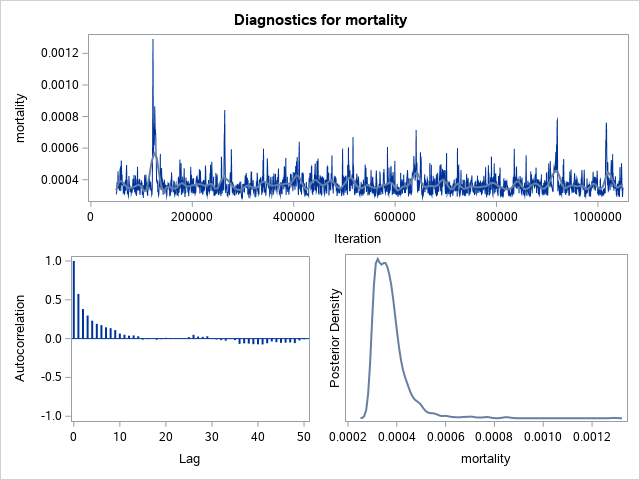 Diagnostics for mortality
mortality
0.0012
0.0010
0.0008
0.0006
0.0004
0 200000 400000 600000 800000 1000000
Iteration
Autocorrelation
1.0
0.5
0.0
-0.5
-1.0
0 10 20 30 40 50
Lag
Posterior Density
0.0002 0.0004 0.0006 0.0008 0.0010 0.0012
mortality